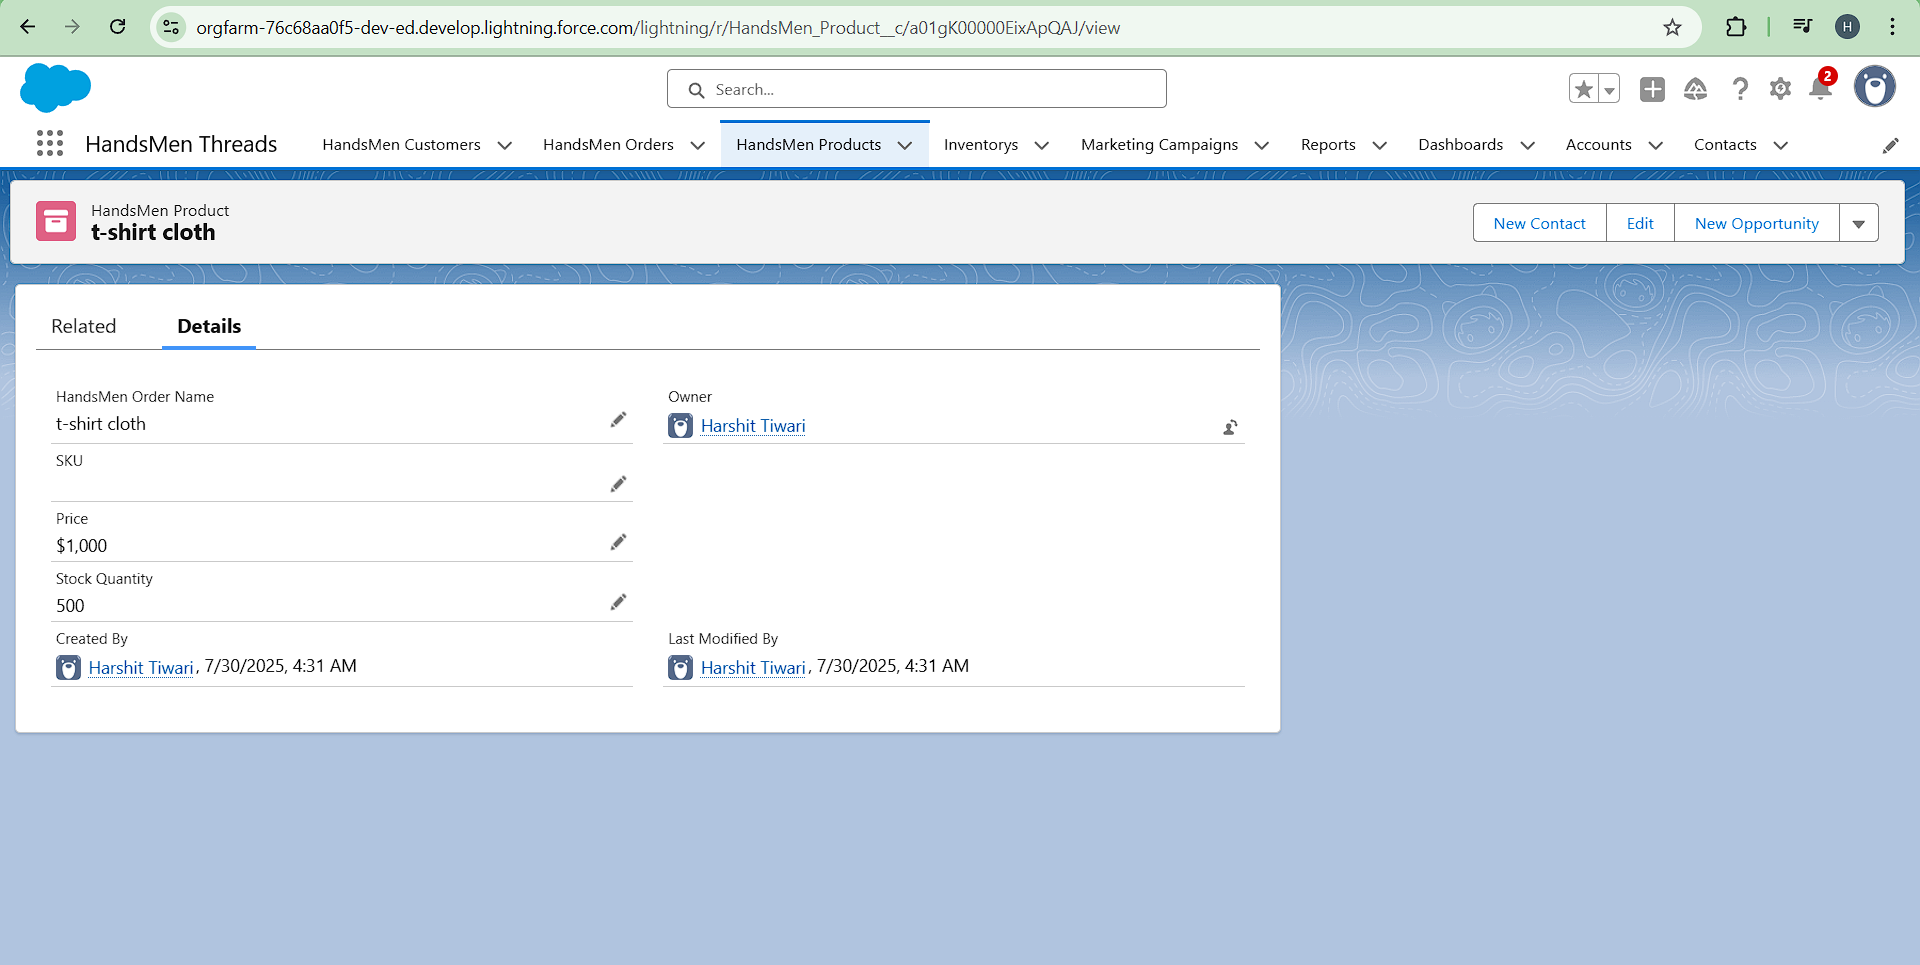 orgfarm-76c68aa0f5-dev-ed.develop.lightning.force.com/lightning/r/HandsMen_Product__c/a01gK00000EixApQAJ/view
H
Search...
2
HandsMen Threads HandsMen Customers HandsMen Orders HandsMen Products Inventorys Marketing Campaigns Reports Dashboards Accounts Contacts
HandsMen Product
t-shirt cloth
New Contact Edit New Opportunity
Related Details
HandsMen Order Name Owner
t-shirt cloth Harshit Tiwari
SKU
Price
$1,000
Stock Quantity
500
Created By Last Modified By
Harshit Tiwari, 7/30/2025, 4:31 AM Harshit Tiwari, 7/30/2025, 4:31 AM